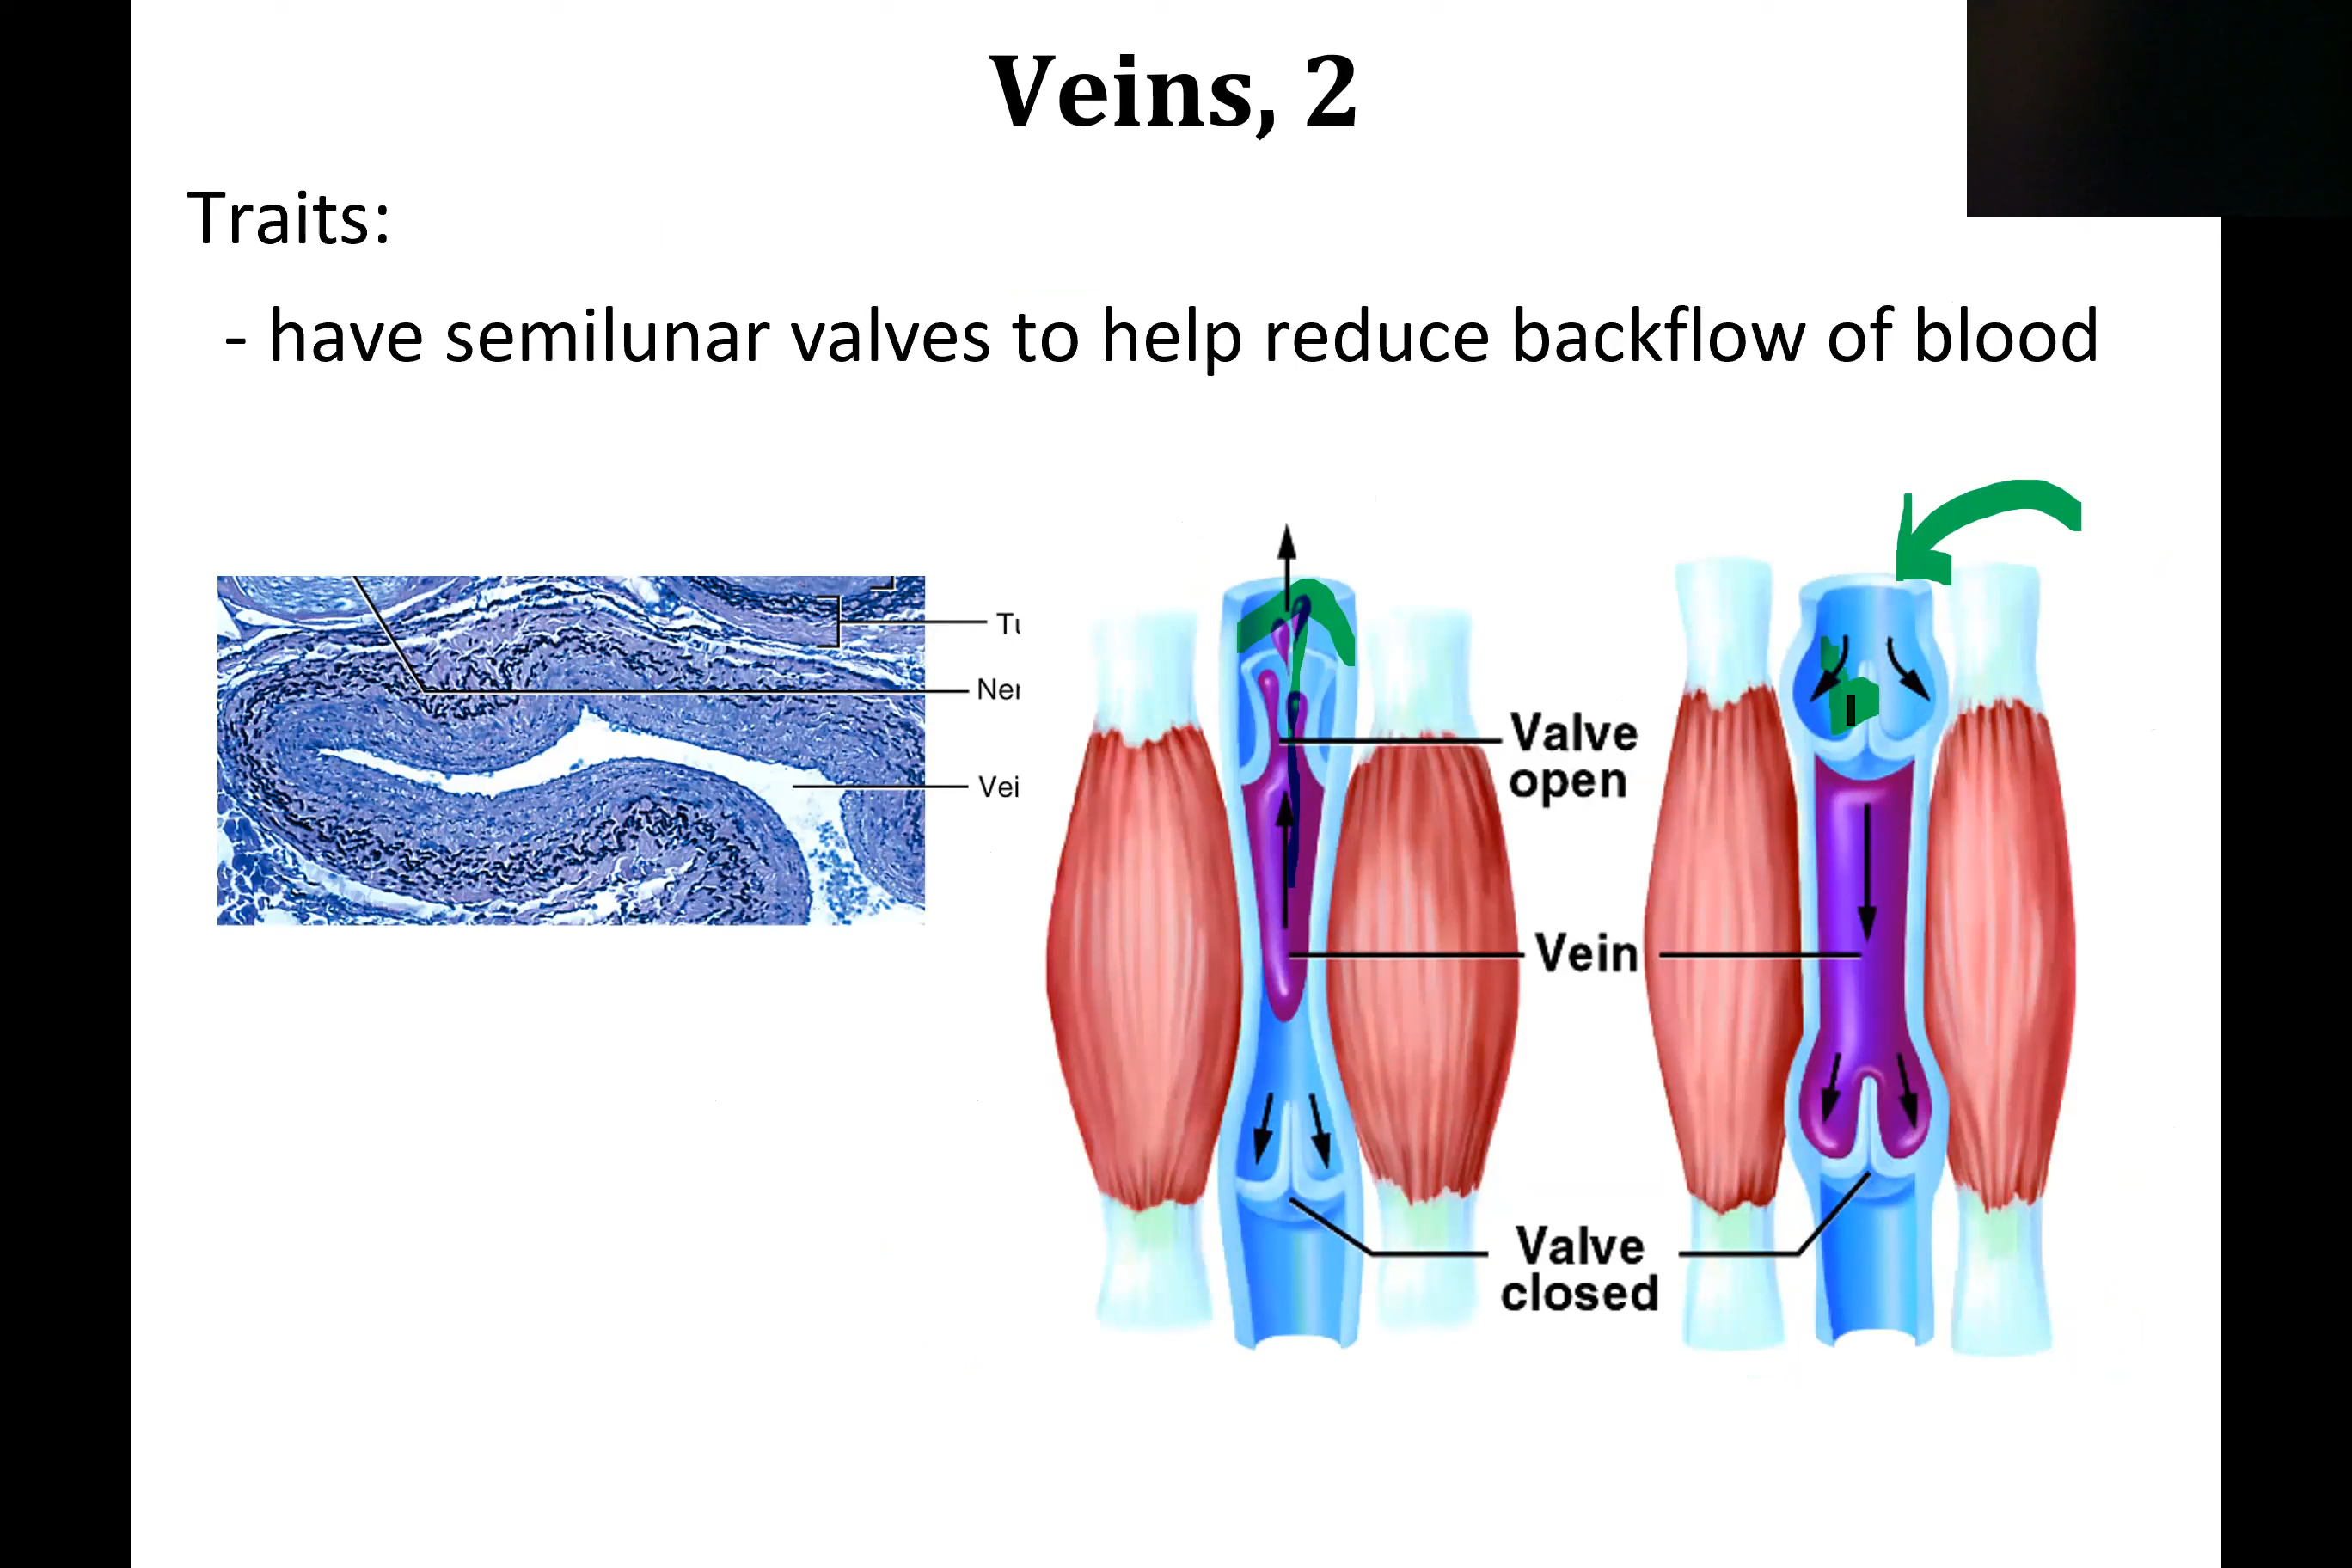 Veins, 2
Traits:
- have semilunar valves to help reduce backflow of blood
Valve
open
Vein
Valve
closed